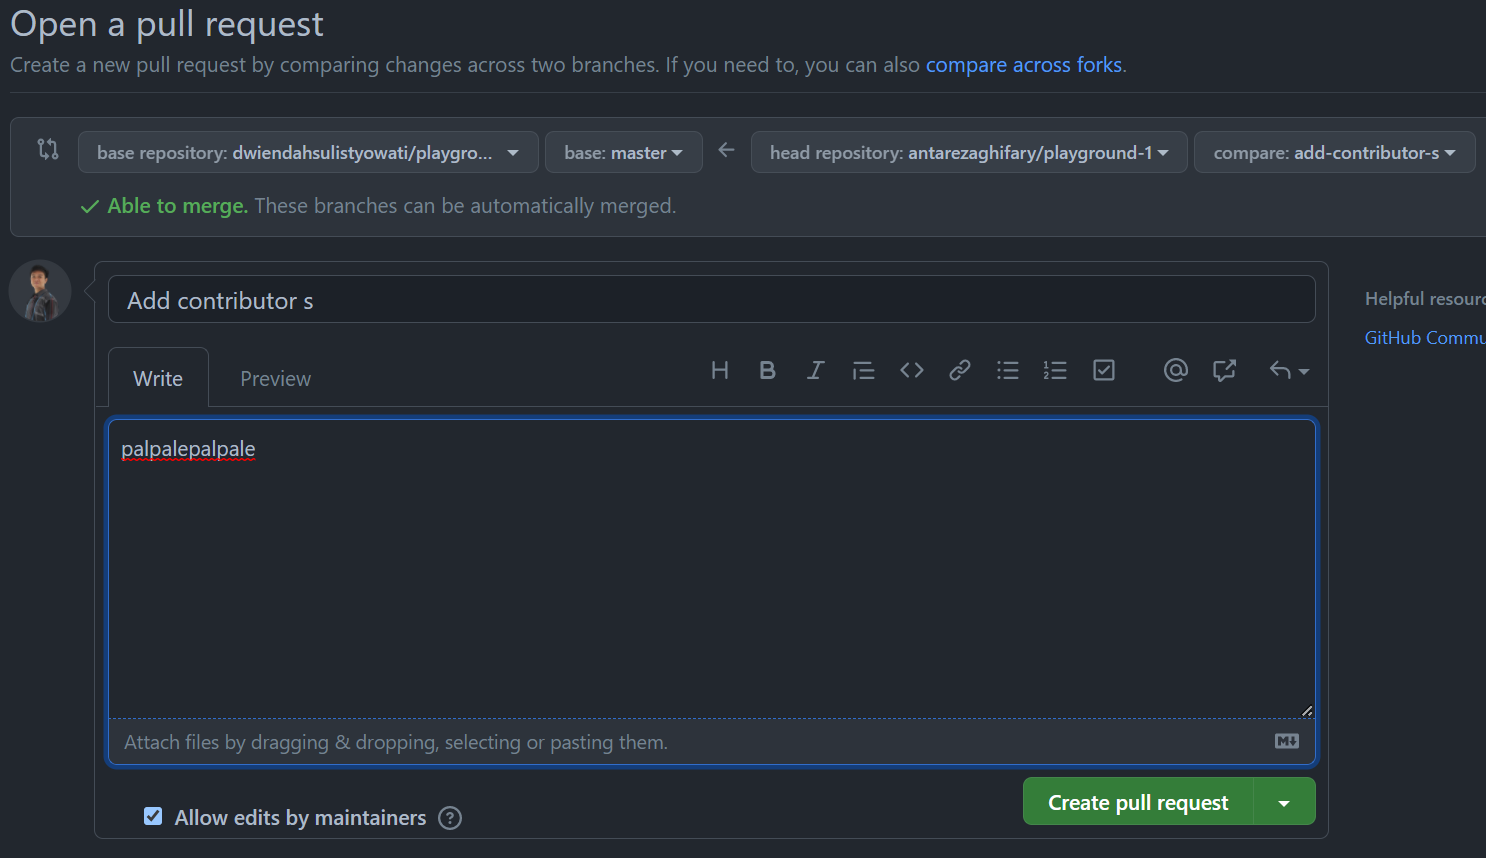 Open a pull request
Create a new pull request by comparing changes across two branches. If you need to, you can also compare across forks.
base repository: dwiendahsulistyowati/playgro... base: master head repository: antarezaghifary/playground-1 compare: add-contributor-s
Able to merge. These branches can be automatically merged.
Add contributor s
Helpful resourc
Write Preview
GitHub Commu
palpalepalpale
Attach files by dragging & dropping, selecting or pasting them.
Allow edits by maintainers
Create pull request